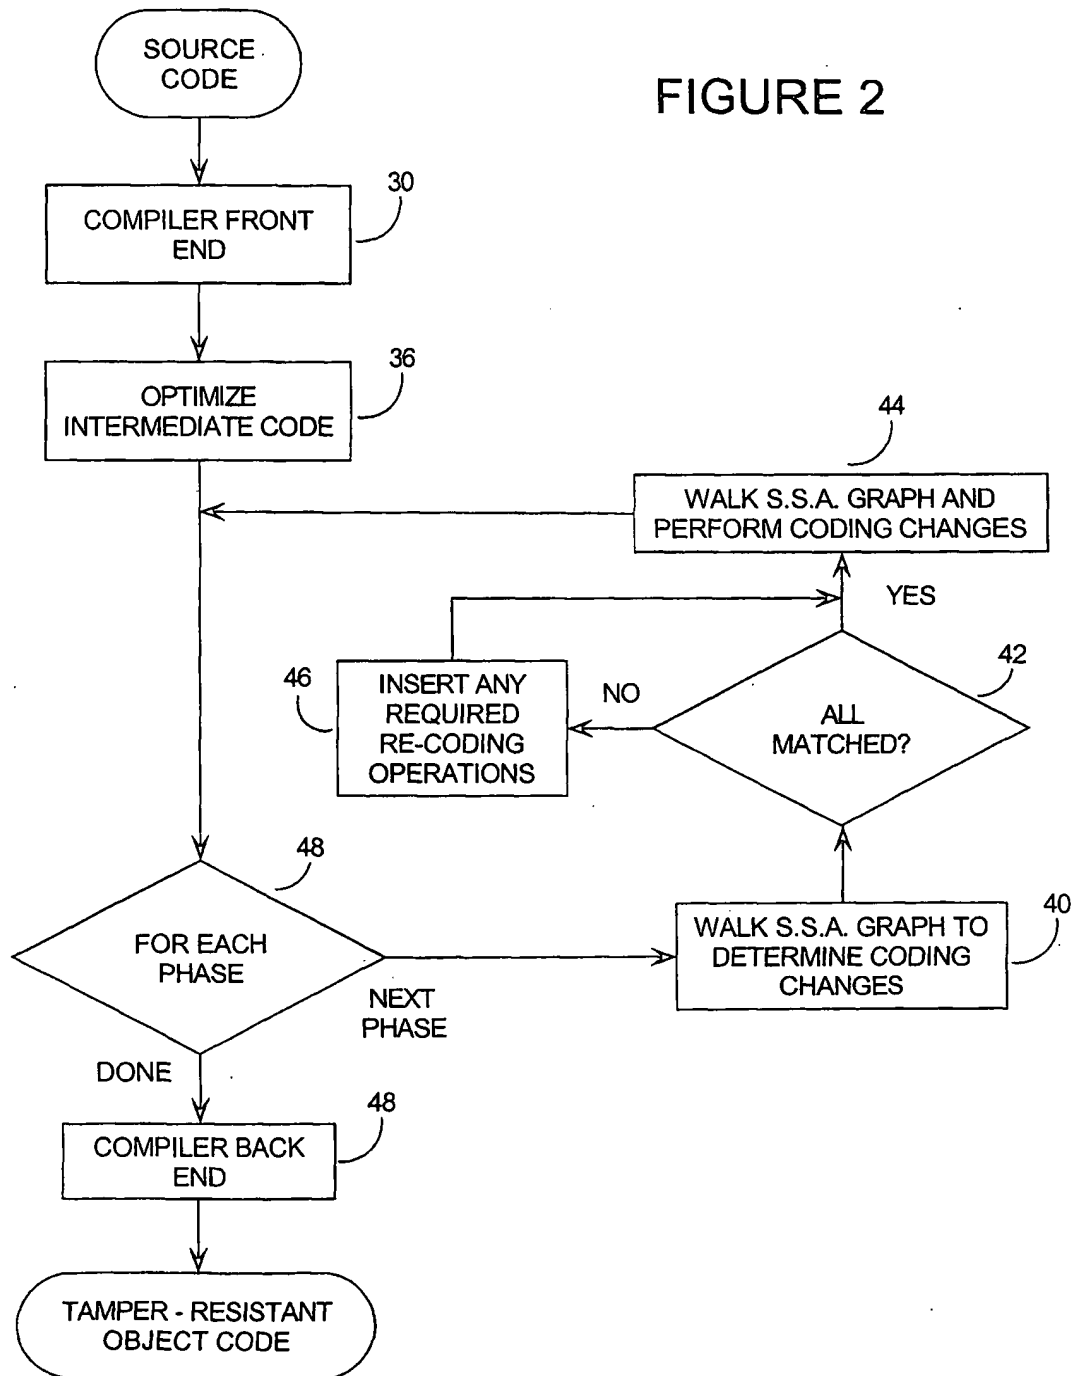 SOURCE
CODE
FIGURE 2
30
COMPILER FRONT
END
36
OPTIMIZE
INTERMEDIATE CODE
44
WALK S.S.A. GRAPH AND
PERFORM CODING CHANGES
YES
46
INSERT ANY
REQUIRED
RE-CODING
OPERATIONS
NO
42
ALL
MATCHED?
48
FOR EACH
PHASE
NEXT
PHASE
40
WALK S.S.A. GRAPH TO
DETERMINE CODING
CHANGES
DONE
48
COMPILER BACK
END
TAMPER - RESISTANT
OBJECT CODE